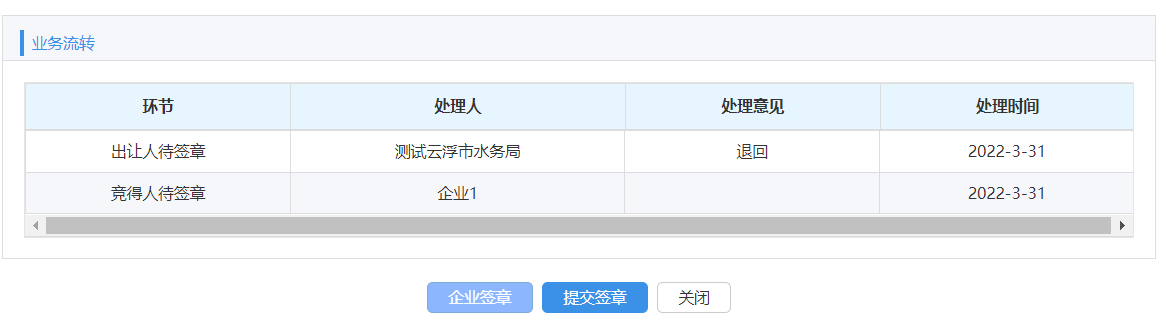 业务流转
环节 处理人 处理意见 处理时间
出让人待签章 测试云浮市水务局 退回 2022-3-31
竞得人待签章 企业1 2022-3-31
企业签章 提交签章 关闭